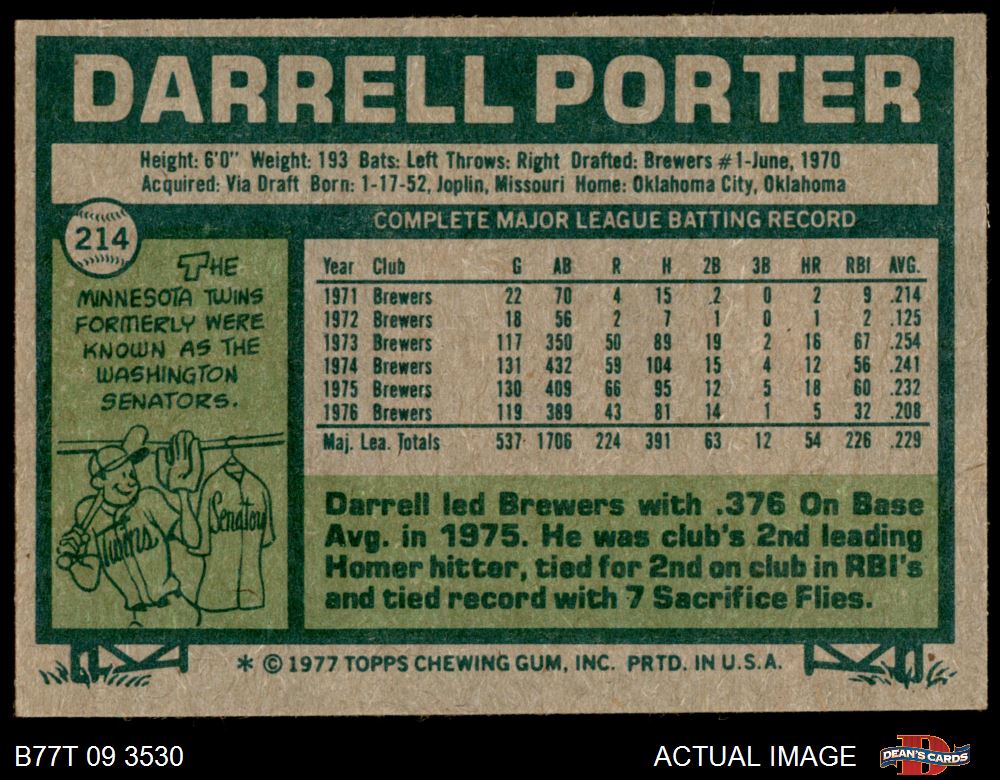 DARRELL PORTER
Height: 6'0" Weight: 193 Bats: Left Throws: Right Drafted: Brewers #1-June, 1970
Acquired: Via Draft Born: 1-17-52, Joplin, Missouri Home: Oklahoma City, Oklahoma
COMPLETE MAJOR LEAGUE BATTING RECORD
214
THE
MINNESOTA TWINS
FORMERLY WERE
KNOWN AS THE
WASHINGTON
SENATORS.
Twins
Senators
Year Club G AB R H 2B 3B HR RBI AVG.
1971 Brewers 22 70 4 15 2 0 2 9 .214
1972 Brewers 18 56 2 7 1 0 1 2 .125
1973 Brewers 117 350 50 89 19 2 16 67 .254
1974 Brewers 131 432 59 104 15 4 12 56 .241
1975 Brewers 130 409 66 95 12 5 18 60 .232
1976 Brewers 119 389 43 81 14 1 5 32 .208
Maj. Lea. Totals 537 1706 224 391 63 12 54 226 .229
Darrell led Brewers with .376 On Base
Avg. in 1975. He was club's 2nd leading
Homer hitter, tied for 2nd on club in RBI's
and tied record with 7 Sacrifice Flies.
* © 1977 TOPPS CHEWING GUM, INC. PRTD. IN U.S.A.
B77T 09 3530
ACTUAL IMAGE
DEAN'S CARDS